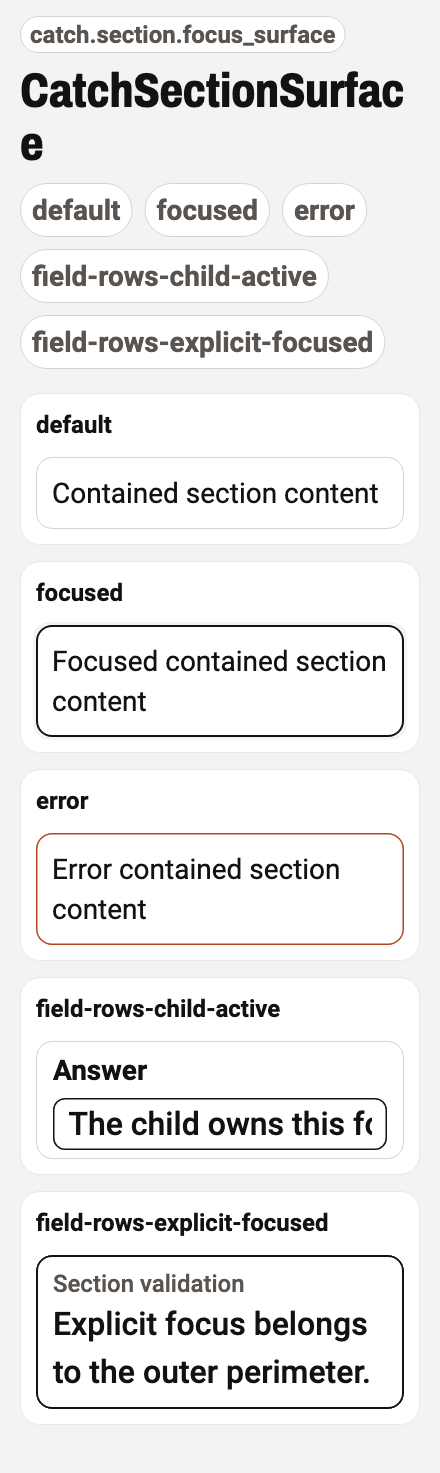 catch.section.focus_surface
CatchSectionSurfac
e
default focused error
field-rows-child-active
field-rows-explicit-focused
default
Contained section content
focused
Focused contained section
content
error
Error contained section
content
field-rows-child-active
Answer
The child owns this fo
field-rows-explicit-focused
Section validation
Explicit focus belongs
to the outer perimeter.